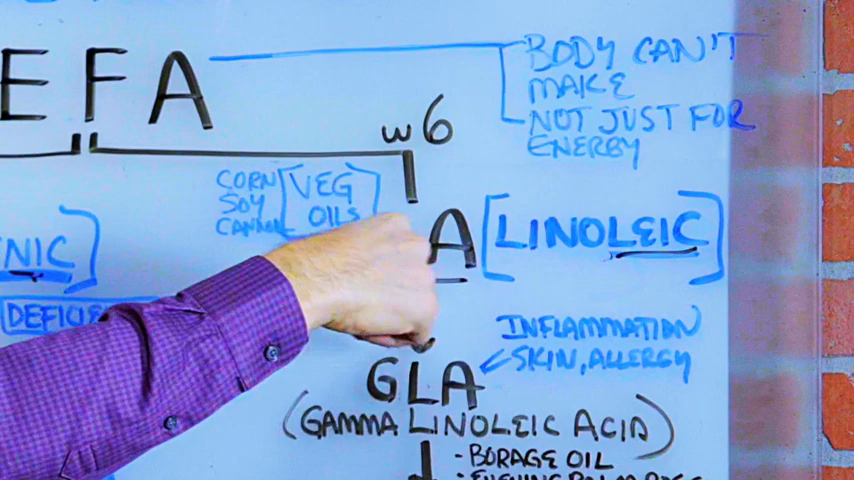 EFA
BODY CAN'T
MAKE
NOT JUST FOR
ENERGY
w6
CORN
SOY
[VEG
OILS]
A [LINOLEIC]
NIC]
INFLAMMATION
SKIN, ALLERGY
GLA
(GAMMA LINOLEIC ACID)
- BORAGE OIL